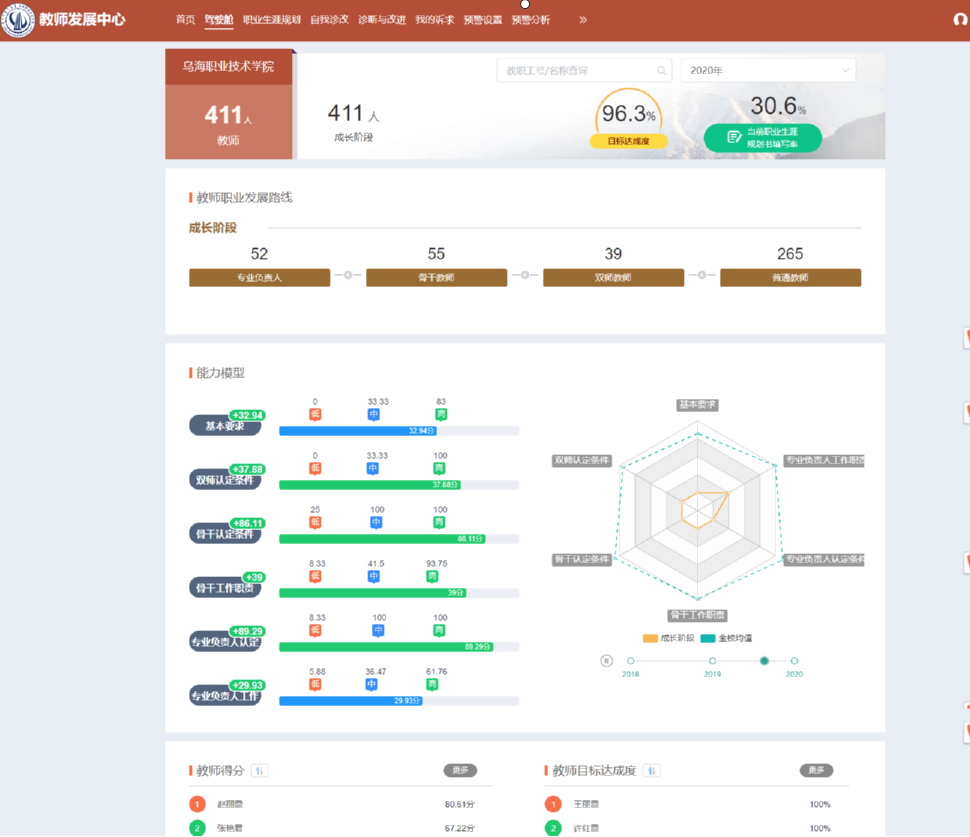 教师发展中心
首页 驾驶舱 职业生涯规划 自我诊改 诊断与改进 我的诉求 预警设置 预警分析 »
乌海职业技术学院
411人
教师
411 人
成长阶段
教职工号/名称查询
2020年
96.3%
目标达成度
30.6%
当前职业生涯
规划书填写率
教师职业发展路线
成长阶段
52 55 39 265
专业负责人 骨干教师 双师教师 普通教师
能力模型
基本要求 +32.94
0 33.33 83
低 中 高
32.94分
双师认定条件 +37.88
0 33.33 100
低 中 高
37.88分
骨干认定条件 +86.11
25 100 100
低 中 高
86.11分
骨干工作职责 +39
8.33 41.5 93.75
低 中 高
39分
专业负责人认定 +89.29
8.33 100 100
低 中 高
89.29分
专业负责人工作 +29.93
5.88 36.47 61.76
低 中 高
29.93分
基本要求
双师认定条件 专业负责人工作职责
骨干认定条件 专业负责人认定条件
骨干工作职责
成长阶段 全校均值
2018 2019 2020
教师得分 更多
1 赵丽霞 80.61分
2 张艳君 67.22分
教师目标达成度 更多
1 王丽霞 100%
2 许红霞 100%